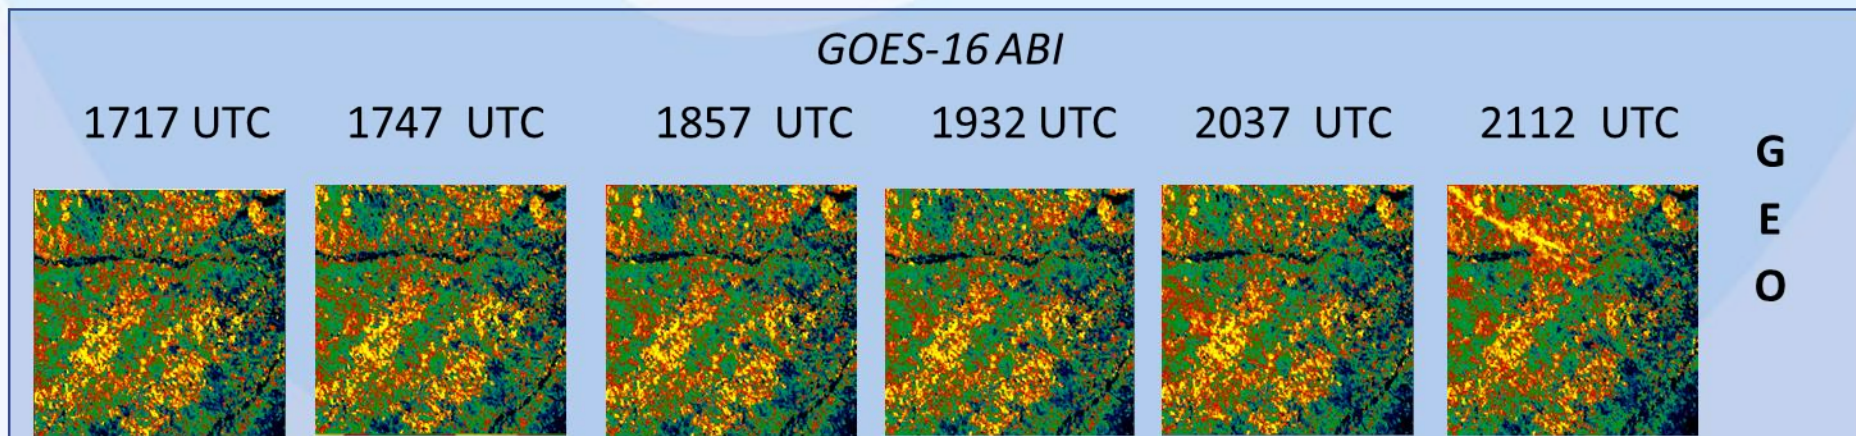 GOES-16 ABI
1717 UTC 1747 UTC 1857 UTC 1932 UTC 2037 UTC 2112 UTC
G
E
O